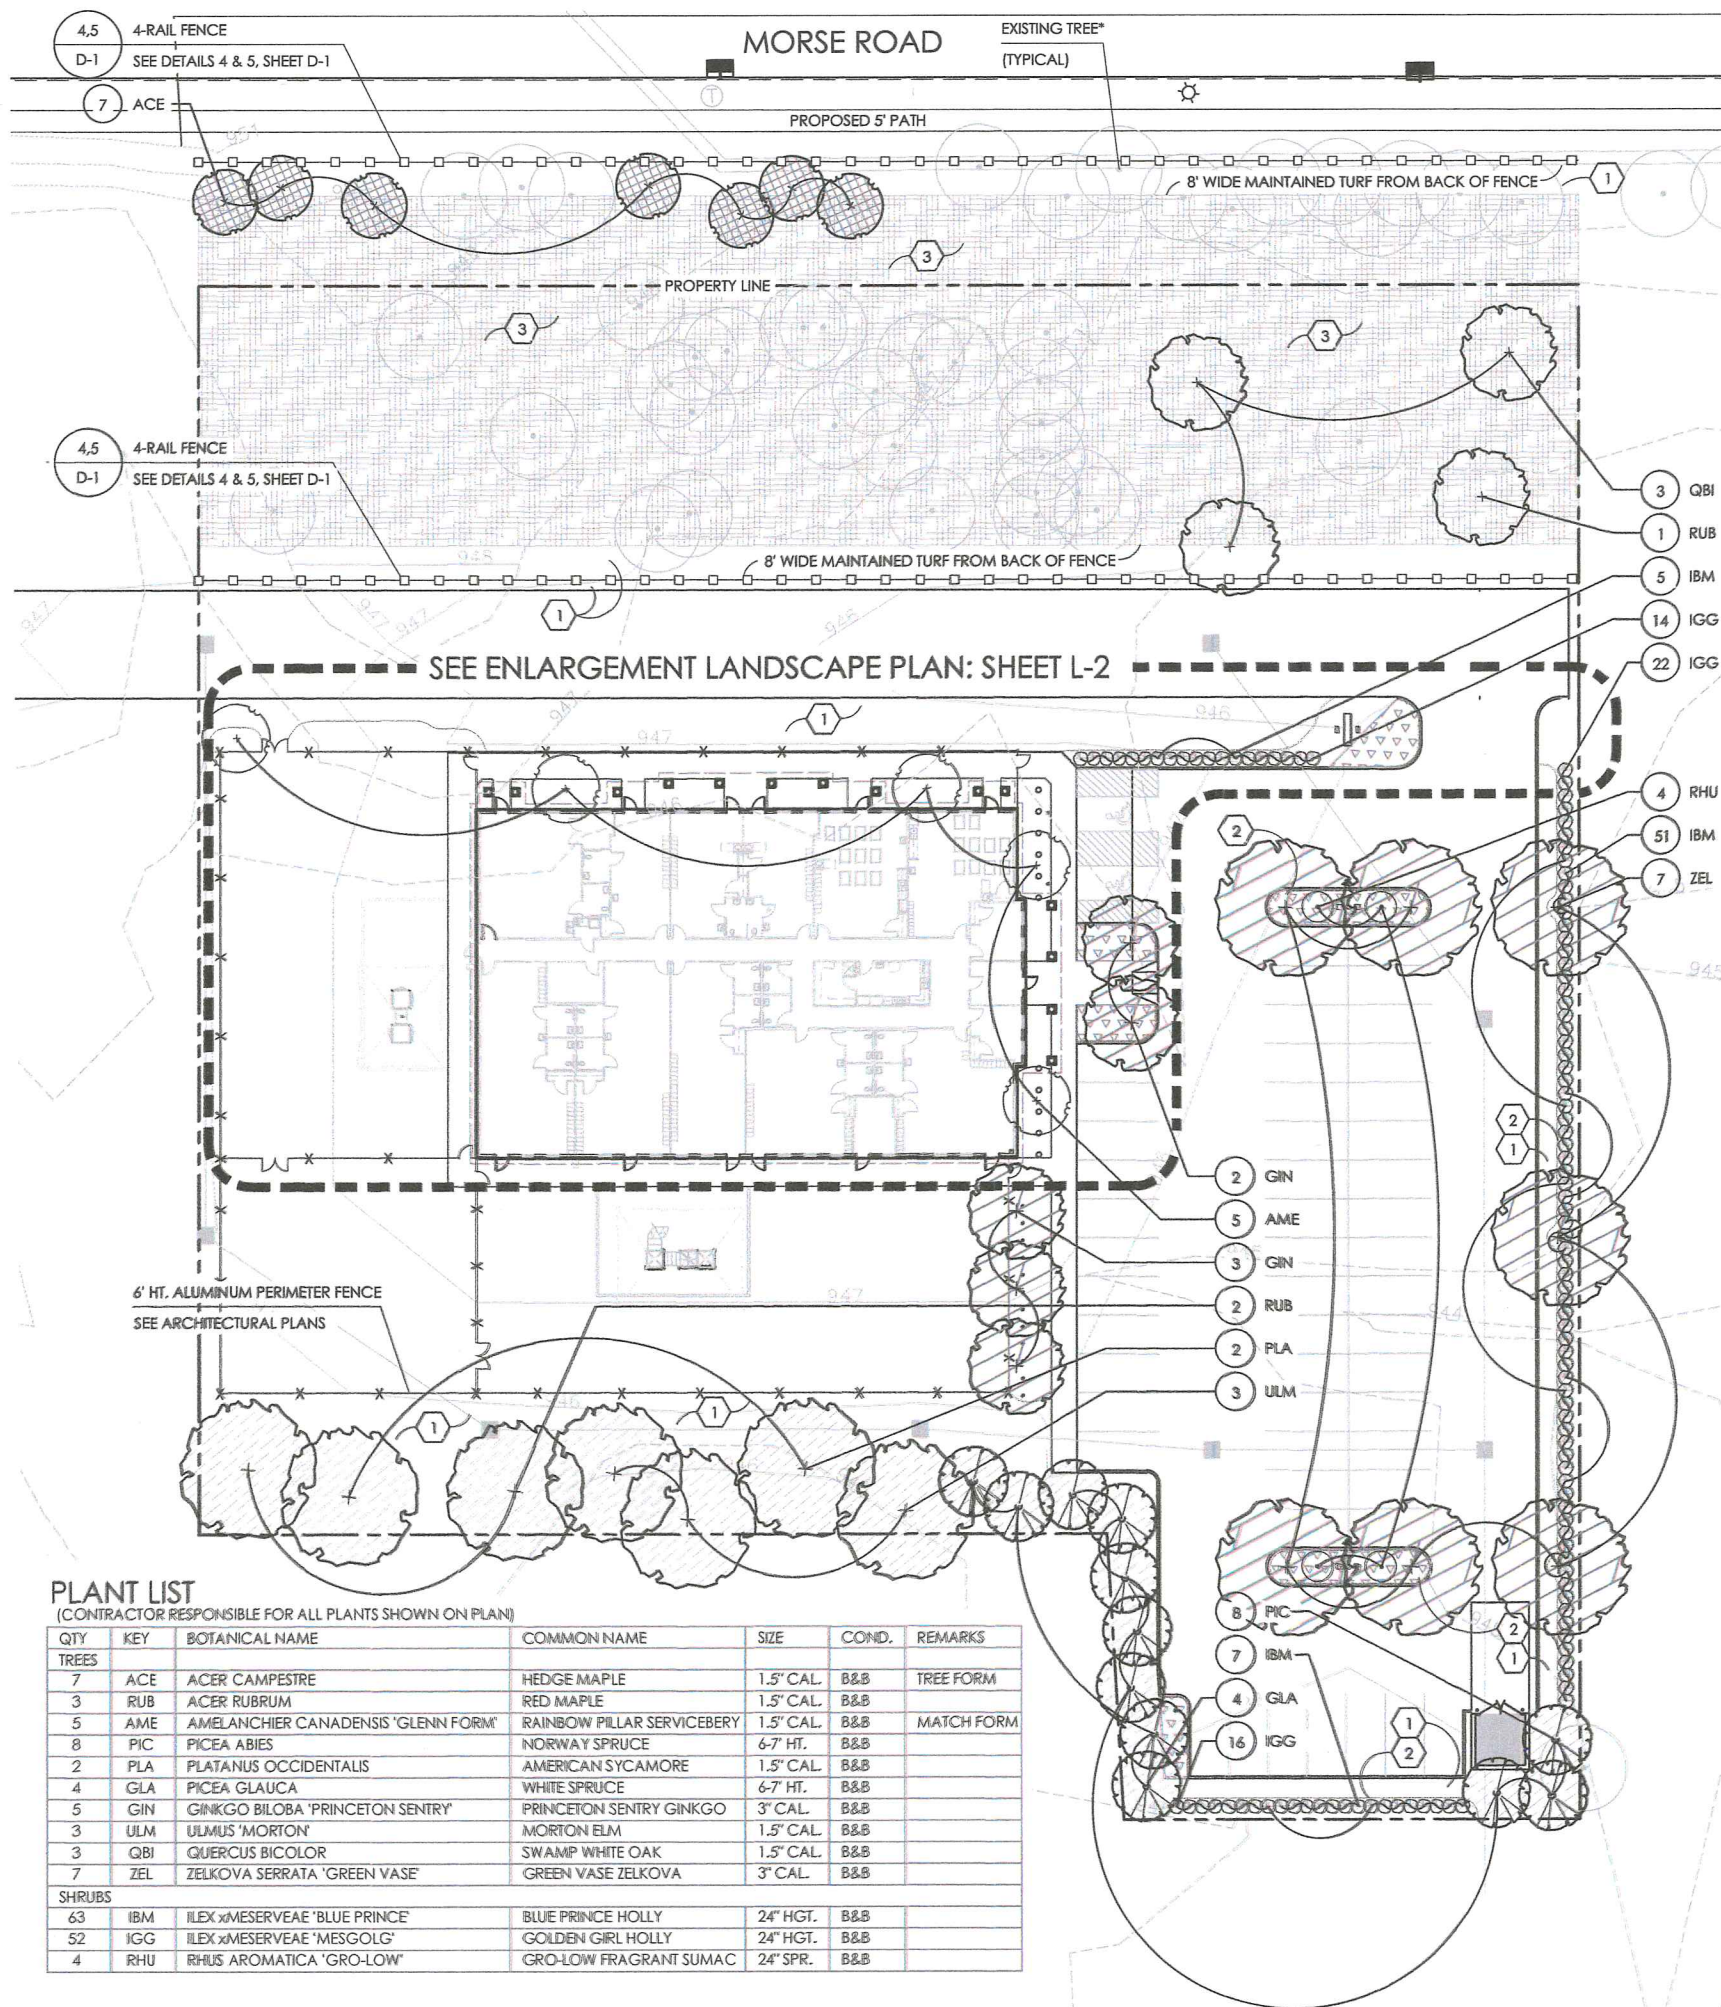 4,5
D-1
4-RAIL FENCE
SEE DETAILS 4 & 5, SHEET D-1
MORSE ROAD
EXISTING TREE*
(TYPICAL)
7 ACE
T
PROPOSED 5' PATH
951
8' WIDE MAINTAINED TURF FROM BACK OF FENCE
1
3
PROPERTY LINE
3
3
4,5
D-1
4-RAIL FENCE
SEE DETAILS 4 & 5, SHEET D-1
3 QBI
1 RUB
948
8' WIDE MAINTAINED TURF FROM BACK OF FENCE
5 IBM
1
947
947
947
946
14 IGG
SEE ENLARGEMENT LANDSCAPE PLAN: SHEET L-2
22 IGG
1
947
947
946
946
4 RHU
2
51 IBM
7 ZEL
945
2
1
2 GIN
5 AME
3 GIN
6' HT. ALUMINUM PERIMETER FENCE
SEE ARCHITECTURAL PLANS
947
2 RUB
944
2 PLA
3 ULM
946
1
1
8 PIC
2
1
7 IBM
4 GLA
16 IGG
1
2
PLANT LIST
(CONTRACTOR RESPONSIBLE FOR ALL PLANTS SHOWN ON PLAN)
QTY KEY BOTANICAL NAME COMMON NAME SIZE COND. REMARKS
TREES
7 ACE ACER CAMPESTRE HEDGE MAPLE 1.5" CAL. B&B TREE FORM
3 RUB ACER RUBRUM RED MAPLE 1.5" CAL. B&B
5 AME AMELANCHIER CANADENSIS 'GLENN FORM' RAINBOW PILLAR SERVICEBERY 1.5" CAL. B&B MATCH FORM
8 PIC PICEA ABIES NORWAY SPRUCE 6-7' HT. B&B
2 PLA PLATANUS OCCIDENTALIS AMERICAN SYCAMORE 1.5" CAL. B&B
4 GLA PICEA GLAUCA WHITE SPRUCE 6-7' HT. B&B
5 GIN GINKGO BILOBA 'PRINCETON SENTRY' PRINCETON SENTRY GINKGO 3" CAL. B&B
3 ULM ULMUS 'MORTON' MORTON ELM 1.5" CAL. B&B
3 QBI QUERCUS BICOLOR SWAMP WHITE OAK 1.5" CAL. B&B
7 ZEL ZELKOVA SERRATA 'GREEN VASE' GREEN VASE ZELKOVA 3" CAL. B&B
SHRUBS
63 IBM ILEX xMESERVEAE 'BLUE PRINCE' BLUE PRINCE HOLLY 24" HGT. B&B
52 IGG ILEX xMESERVEAE 'MESGOLG' GOLDEN GIRL HOLLY 24" HGT. B&B
4 RHU RHUS AROMATICA 'GRO-LOW' GRO-LOW FRAGRANT SUMAC 24" SPR. B&B